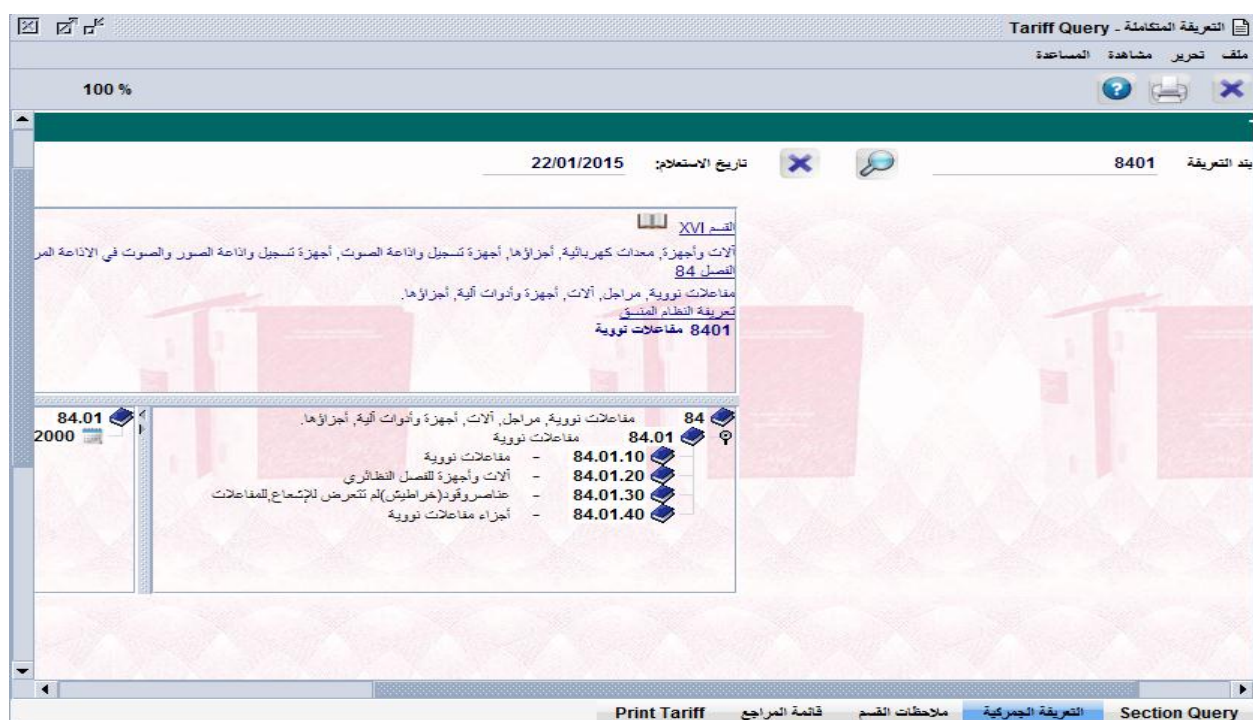 التعريفة المتكاملة - Tariff Query
ملف تحرير مشاهدة المساعدة
100 %
بند التعريفة 8401 تاريخ الاستعلام: 22/01/2015
القسم XVI
آلات وأجهزة, معدات كهربائية, أجزاؤها, أجهزة تسجيل واذاعة الصوت, أجهزة تسجيل واذاعة الصور والصوت في الاذاعة المر
الفصل 84
مفاعلات نووية, مراجل, آلات, أجهزة وأدوات آلية, أجزاؤها.
تعريفة النظام المنسق
8401 مفاعلات نووية
84 مفاعلات نووية, مراجل, آلات, أجهزة وأدوات آلية, أجزاؤها.
84.01 مفاعلات نووية
84.01.10 - مفاعلات نووية
84.01.20 - آلات وأجهزة للفصل النظائري
84.01.30 - عناصروقود(خراطيش)لم تتعرض للإشعاع,للمفاعلات
84.01.40 - أجزاء مفاعلات نووية
84.01
2000
Section Query التعريفة الجمركية ملاحظات القسم قائمة المراجع Print Tariff